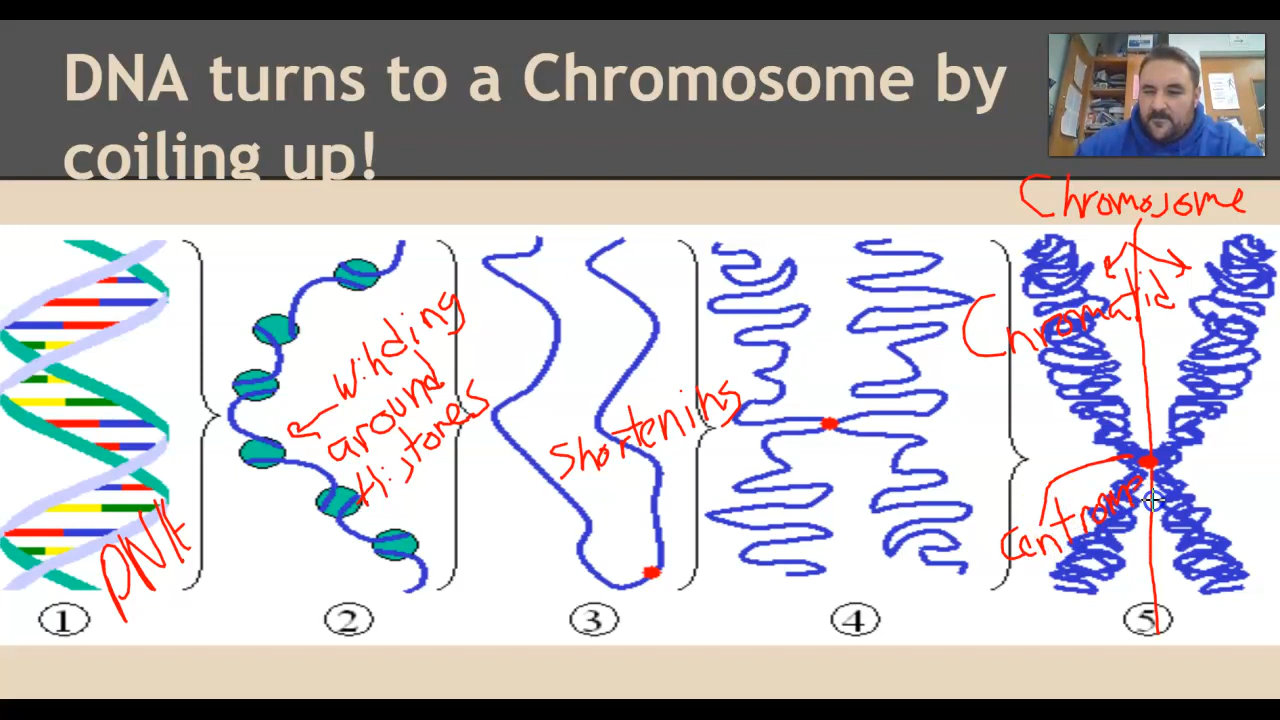 DNA turns to a Chromosome by
coiling up!
Chromosome
Chromatid
winding
around
Histones
Shortening
Centromere
DNA
1
2
3
4
5